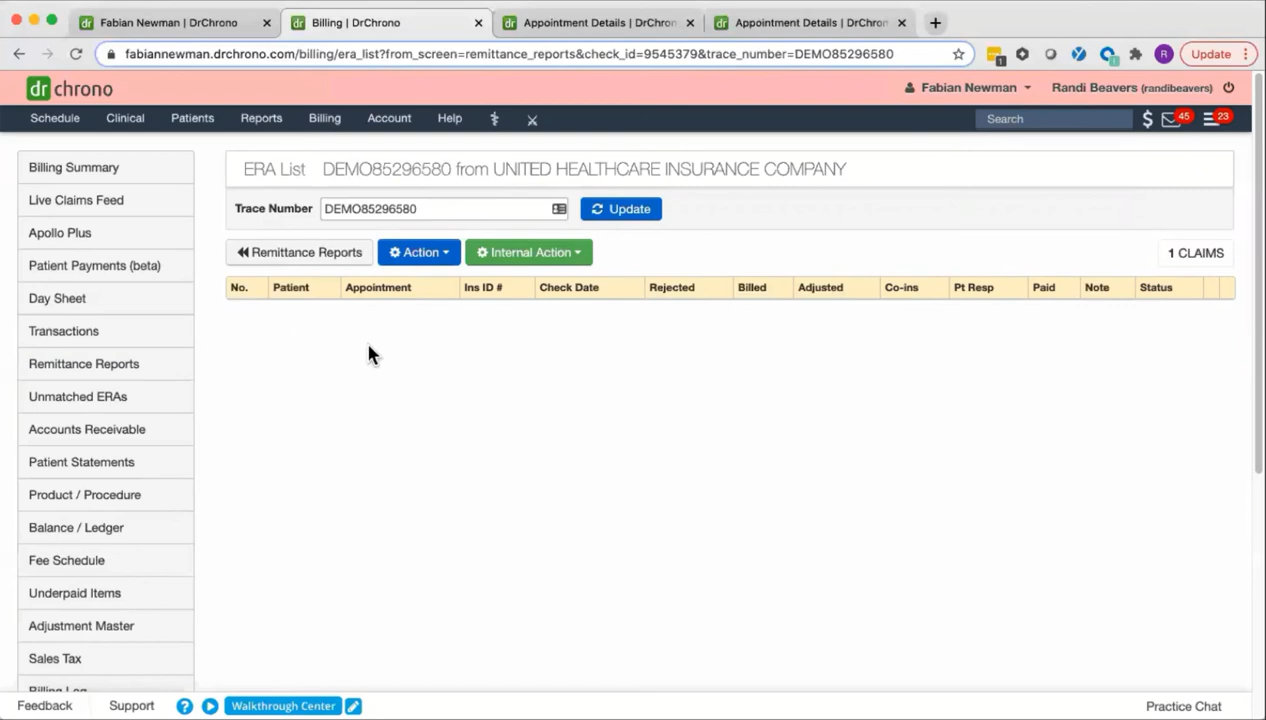 Fabian Newman | DrChrono
Billing | DrChrono
Appointment Details | DrChron
Appointment Details | DrChron
fabiannewman.drchrono.com/billing/era_list?from_screen=remittance_reports&check_id=9545379&trace_number=DEMO85296580
1
R
Update
dr chrono
Fabian Newman
Randi Beavers (randibeavers)
Schedule
Clinical
Patients
Reports
Billing
Account
Help
Search
$
45
23
Billing Summary
Live Claims Feed
Apollo Plus
Patient Payments (beta)
Day Sheet
Transactions
Remittance Reports
Unmatched ERAs
Accounts Receivable
Patient Statements
Product / Procedure
Balance / Ledger
Fee Schedule
Underpaid Items
Adjustment Master
Sales Tax
Billing Log
ERA List DEMO85296580 from UNITED HEALTHCARE INSURANCE COMPANY
Trace Number DEMO85296580
Update
Remittance Reports
Action
Internal Action
1 CLAIMS
No. Patient Appointment Ins ID # Check Date Rejected Billed Adjusted Co-ins Pt Resp Paid Note Status
Feedback
Support
?
Walkthrough Center
Practice Chat